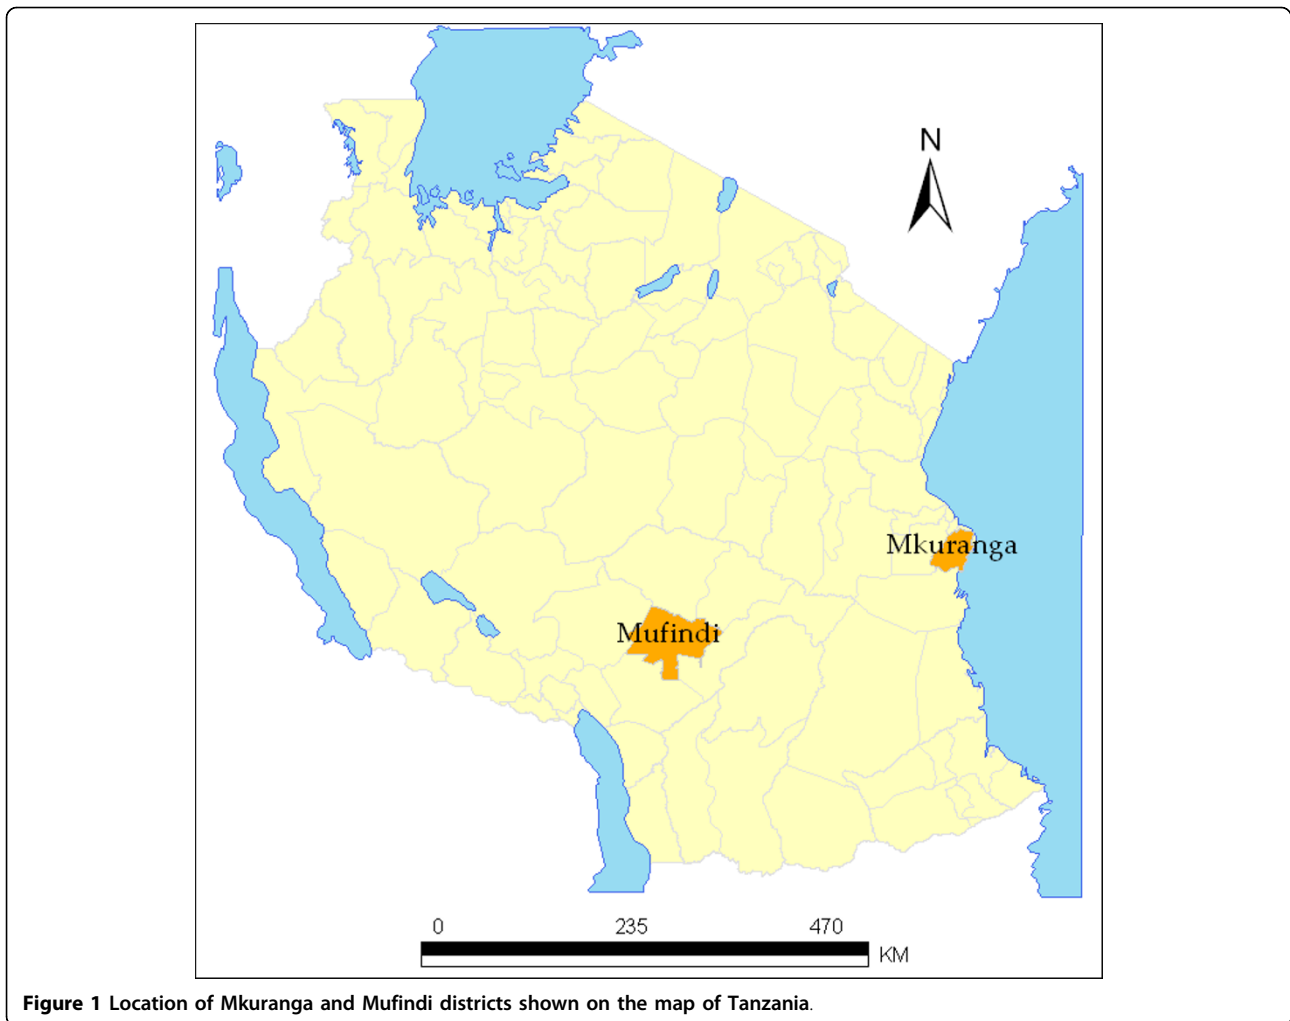 N
Mkuranga
Mufindi
0 235 470
KM
Figure 1 Location of Mkuranga and Mufindi districts shown on the map of Tanzania.